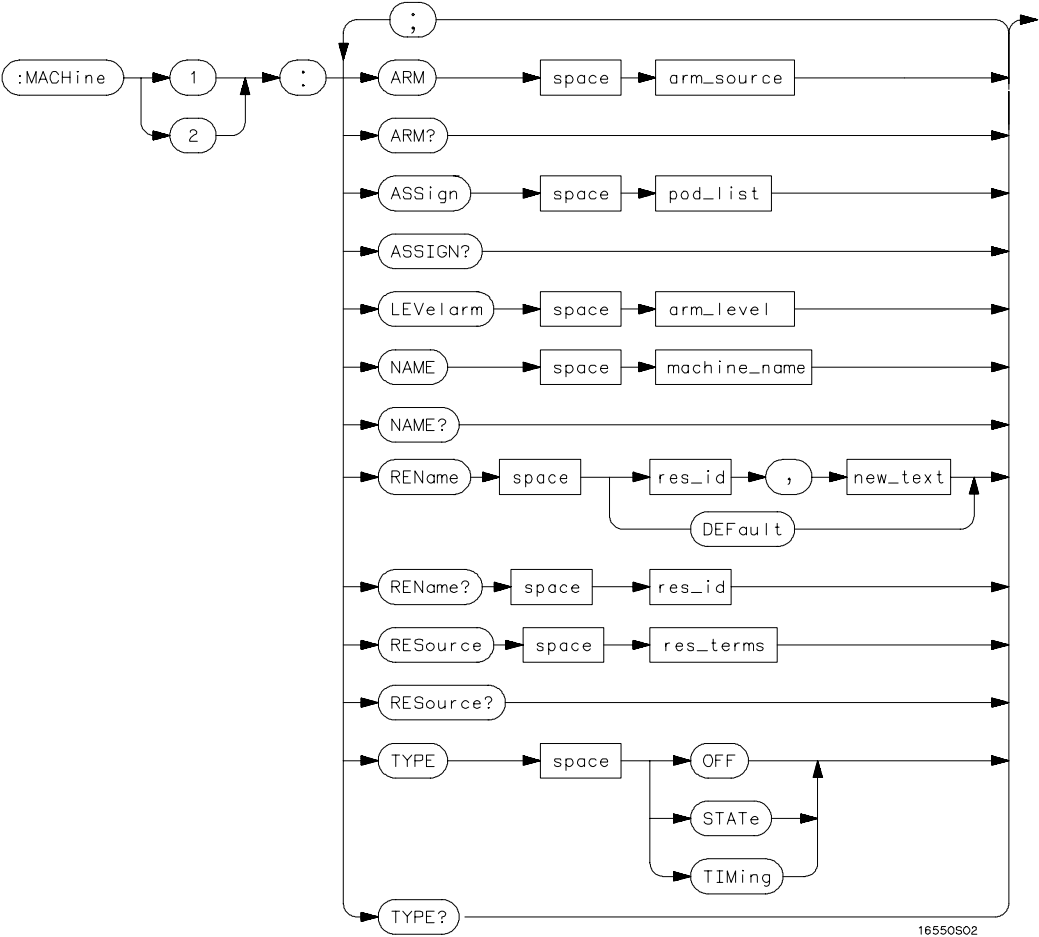 ;
:MACHine 1 : ARM space arm_source
2 ARM?
ASSign space pod_list
ASSIGN?
LEVelarm space arm_level
NAME space machine_name
NAME?
REName space res_id , new_text
DEFault
REName? space res_id
RESource space res_terms
RESource?
TYPE space OFF
STATe
TIMing
TYPE?
16550S02